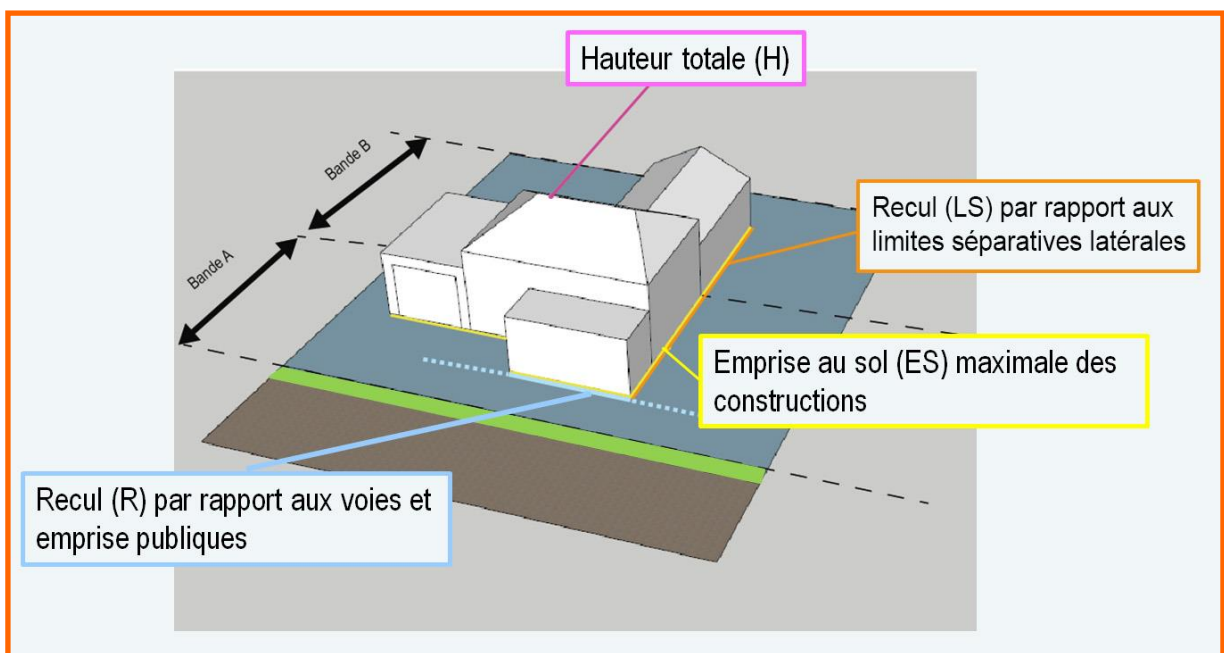 Hauteur totale (H)
Bande B
Bande A
Recul (LS) par rapport aux
limites séparatives latérales
Emprise au sol (ES) maximale des
constructions
Recul (R) par rapport aux voies et
emprise publiques